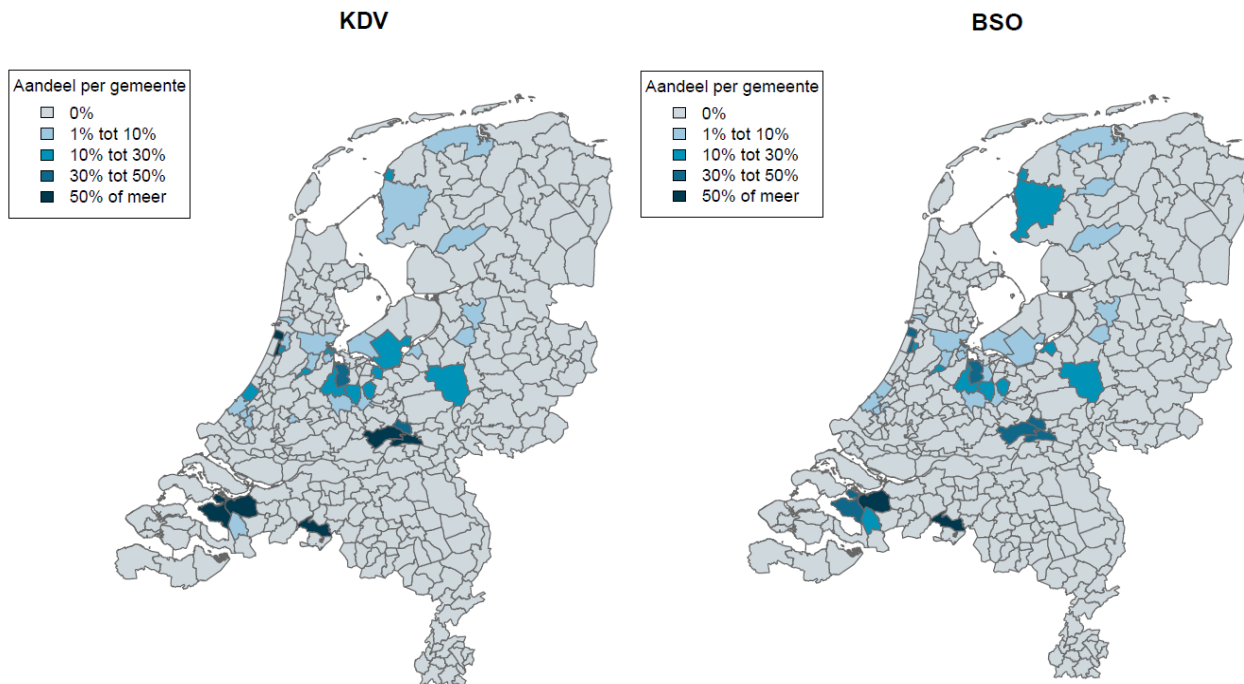 KDV
Aandeel per gemeente
0%
1% tot 10%
10% tot 30%
30% tot 50%
50% of meer
BSO
Aandeel per gemeente
0%
1% tot 10%
10% tot 30%
30% tot 50%
50% of meer